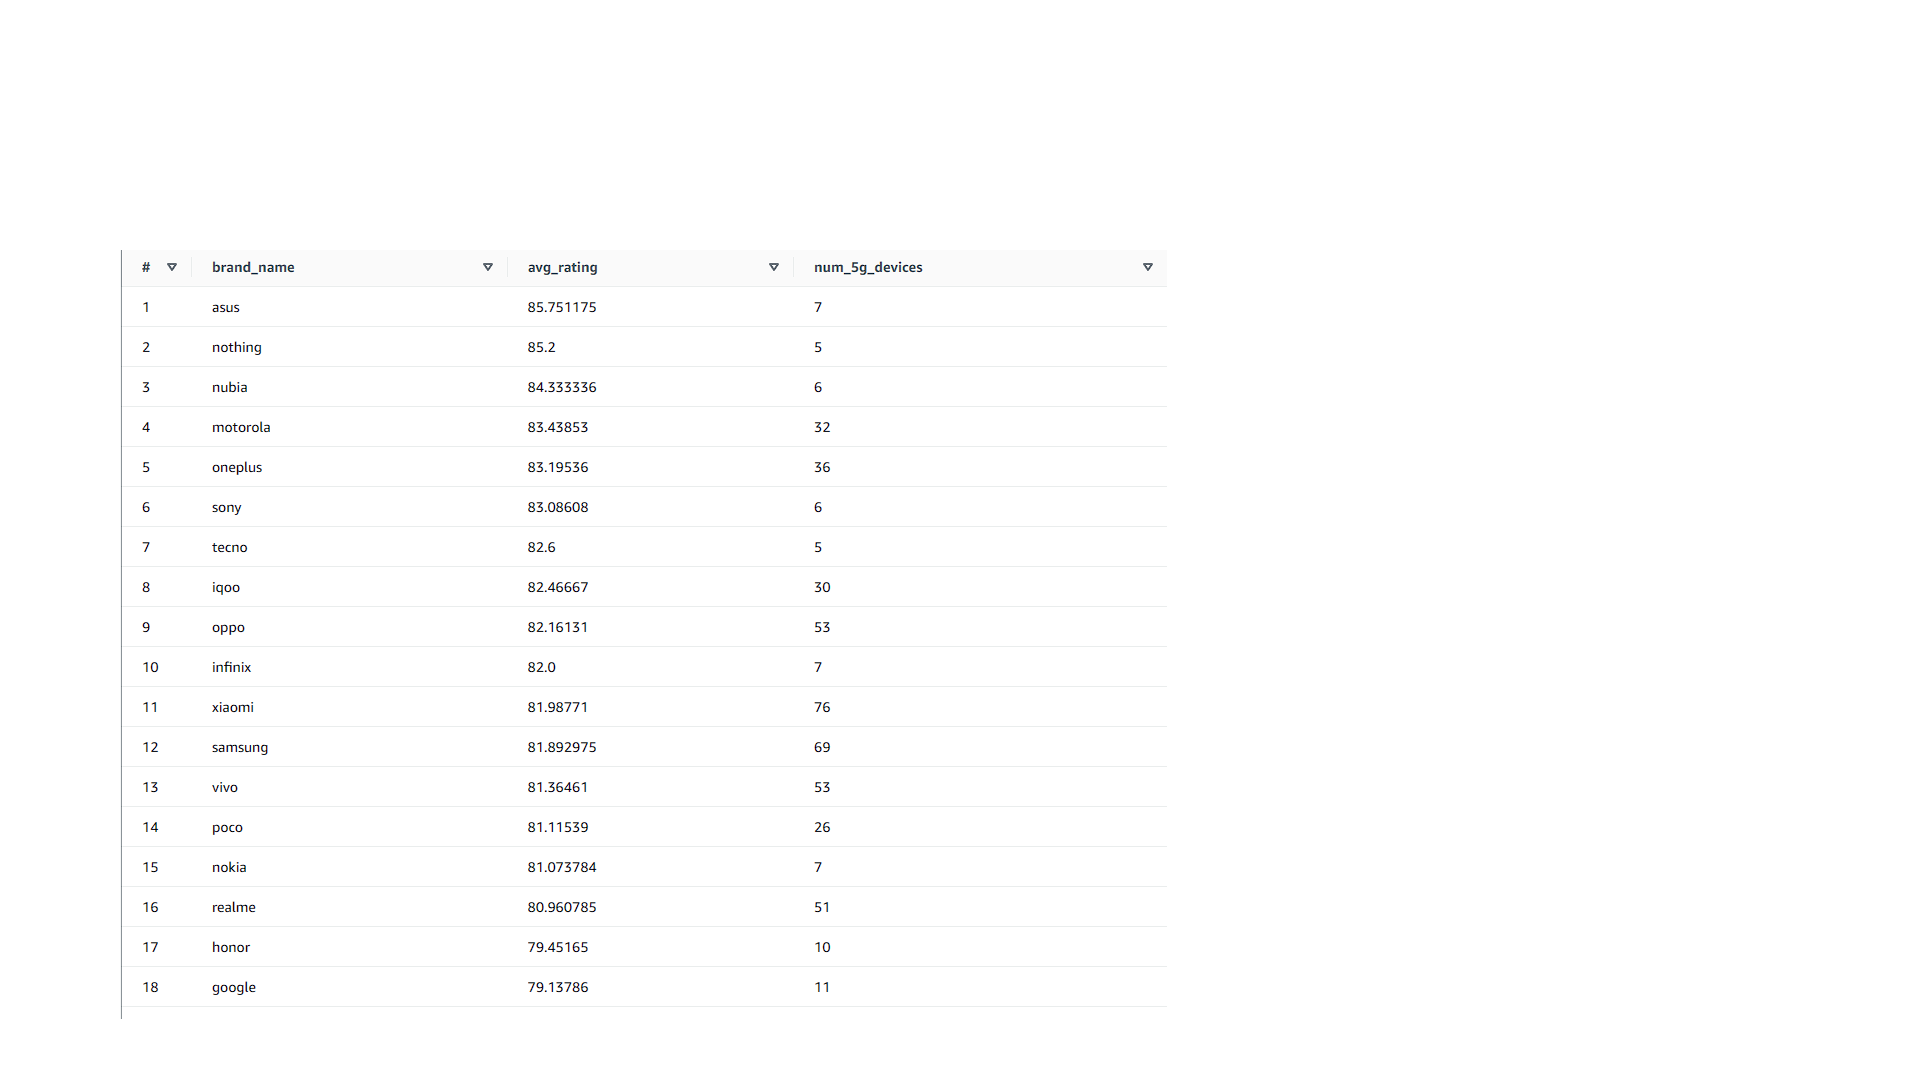 # brand_name avg_rating num_5g_devices
1 asus 85.751175 7
2 nothing 85.2 5
3 nubia 84.333336 6
4 motorola 83.43853 32
5 oneplus 83.19536 36
6 sony 83.08608 6
7 tecno 82.6 5
8 iqoo 82.46667 30
9 oppo 82.16131 53
10 infinix 82.0 7
11 xiaomi 81.98771 76
12 samsung 81.892975 69
13 vivo 81.36461 53
14 poco 81.11539 26
15 nokia 81.073784 7
16 realme 80.960785 51
17 honor 79.45165 10
18 google 79.13786 11